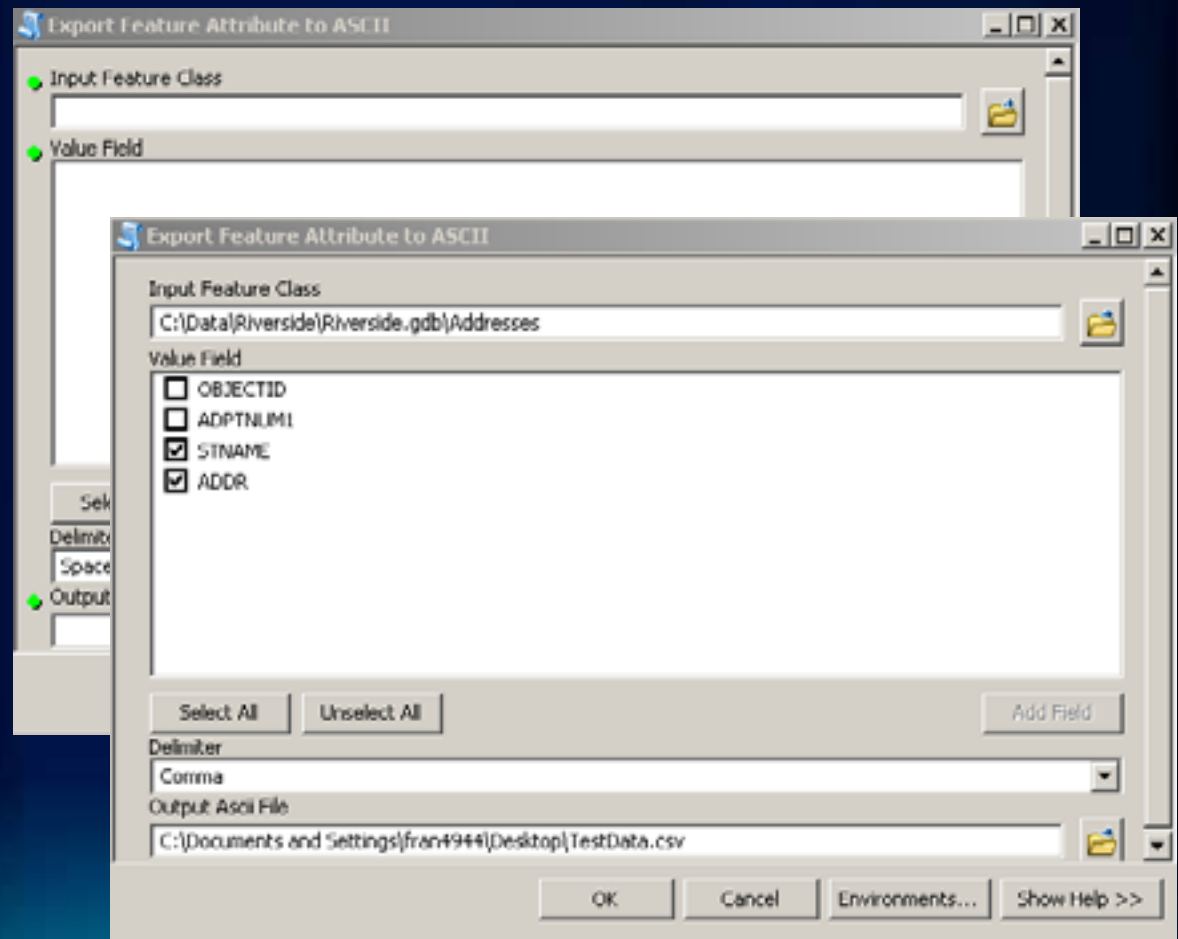 Export Feature Attribute to ASCII
Input Feature Class
Value Field
Export Feature Attribute to ASCII
Input Feature Class
C:\Data\Riverside\Riverside.gdb\Addresses
Value Field
OBJECTID
ADPTNUM1
STNAME
ADDR
Select All Unselect All Add Field
Delimiter
Comma
Output Ascii File
C:\Documents and Settings\fran4944\Desktop\TestData.csv
OK Cancel Environments... Show Help >>
Space
Output